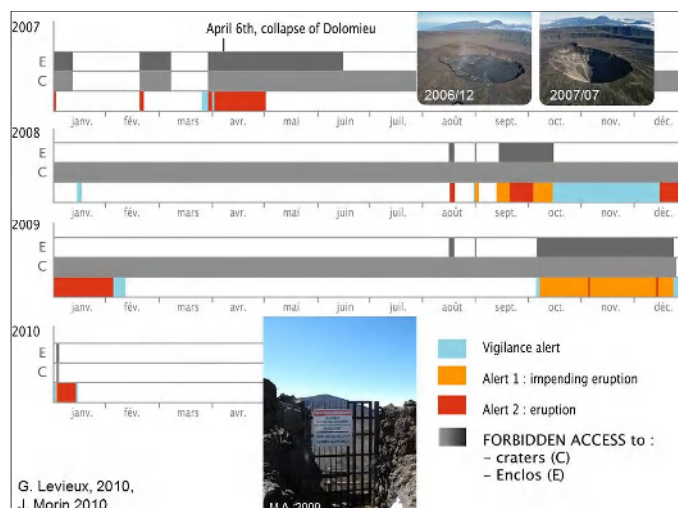 2007
April 6th, collapse of Dolomieu
E
C
2006/12
2007/07
janv. fév. mars avr. mai juin juil. août sept. oct. nov. déc.
2008
E
C
janv. fév. mars avr. mai juin juil. août sept. oct. nov. déc.
2009
E
C
janv. fév. mars avr. mai juin juil. août sept. oct. nov. déc.
2010
E
C
janv. fév. mars avr.
Vigilance alert
Alert 1 : impending eruption
Alert 2 : eruption
FORBIDDEN ACCESS to :
- craters (C)
- Enclos (E)
G. Levieux, 2010,
J. Morin 2010
M.A. 2009